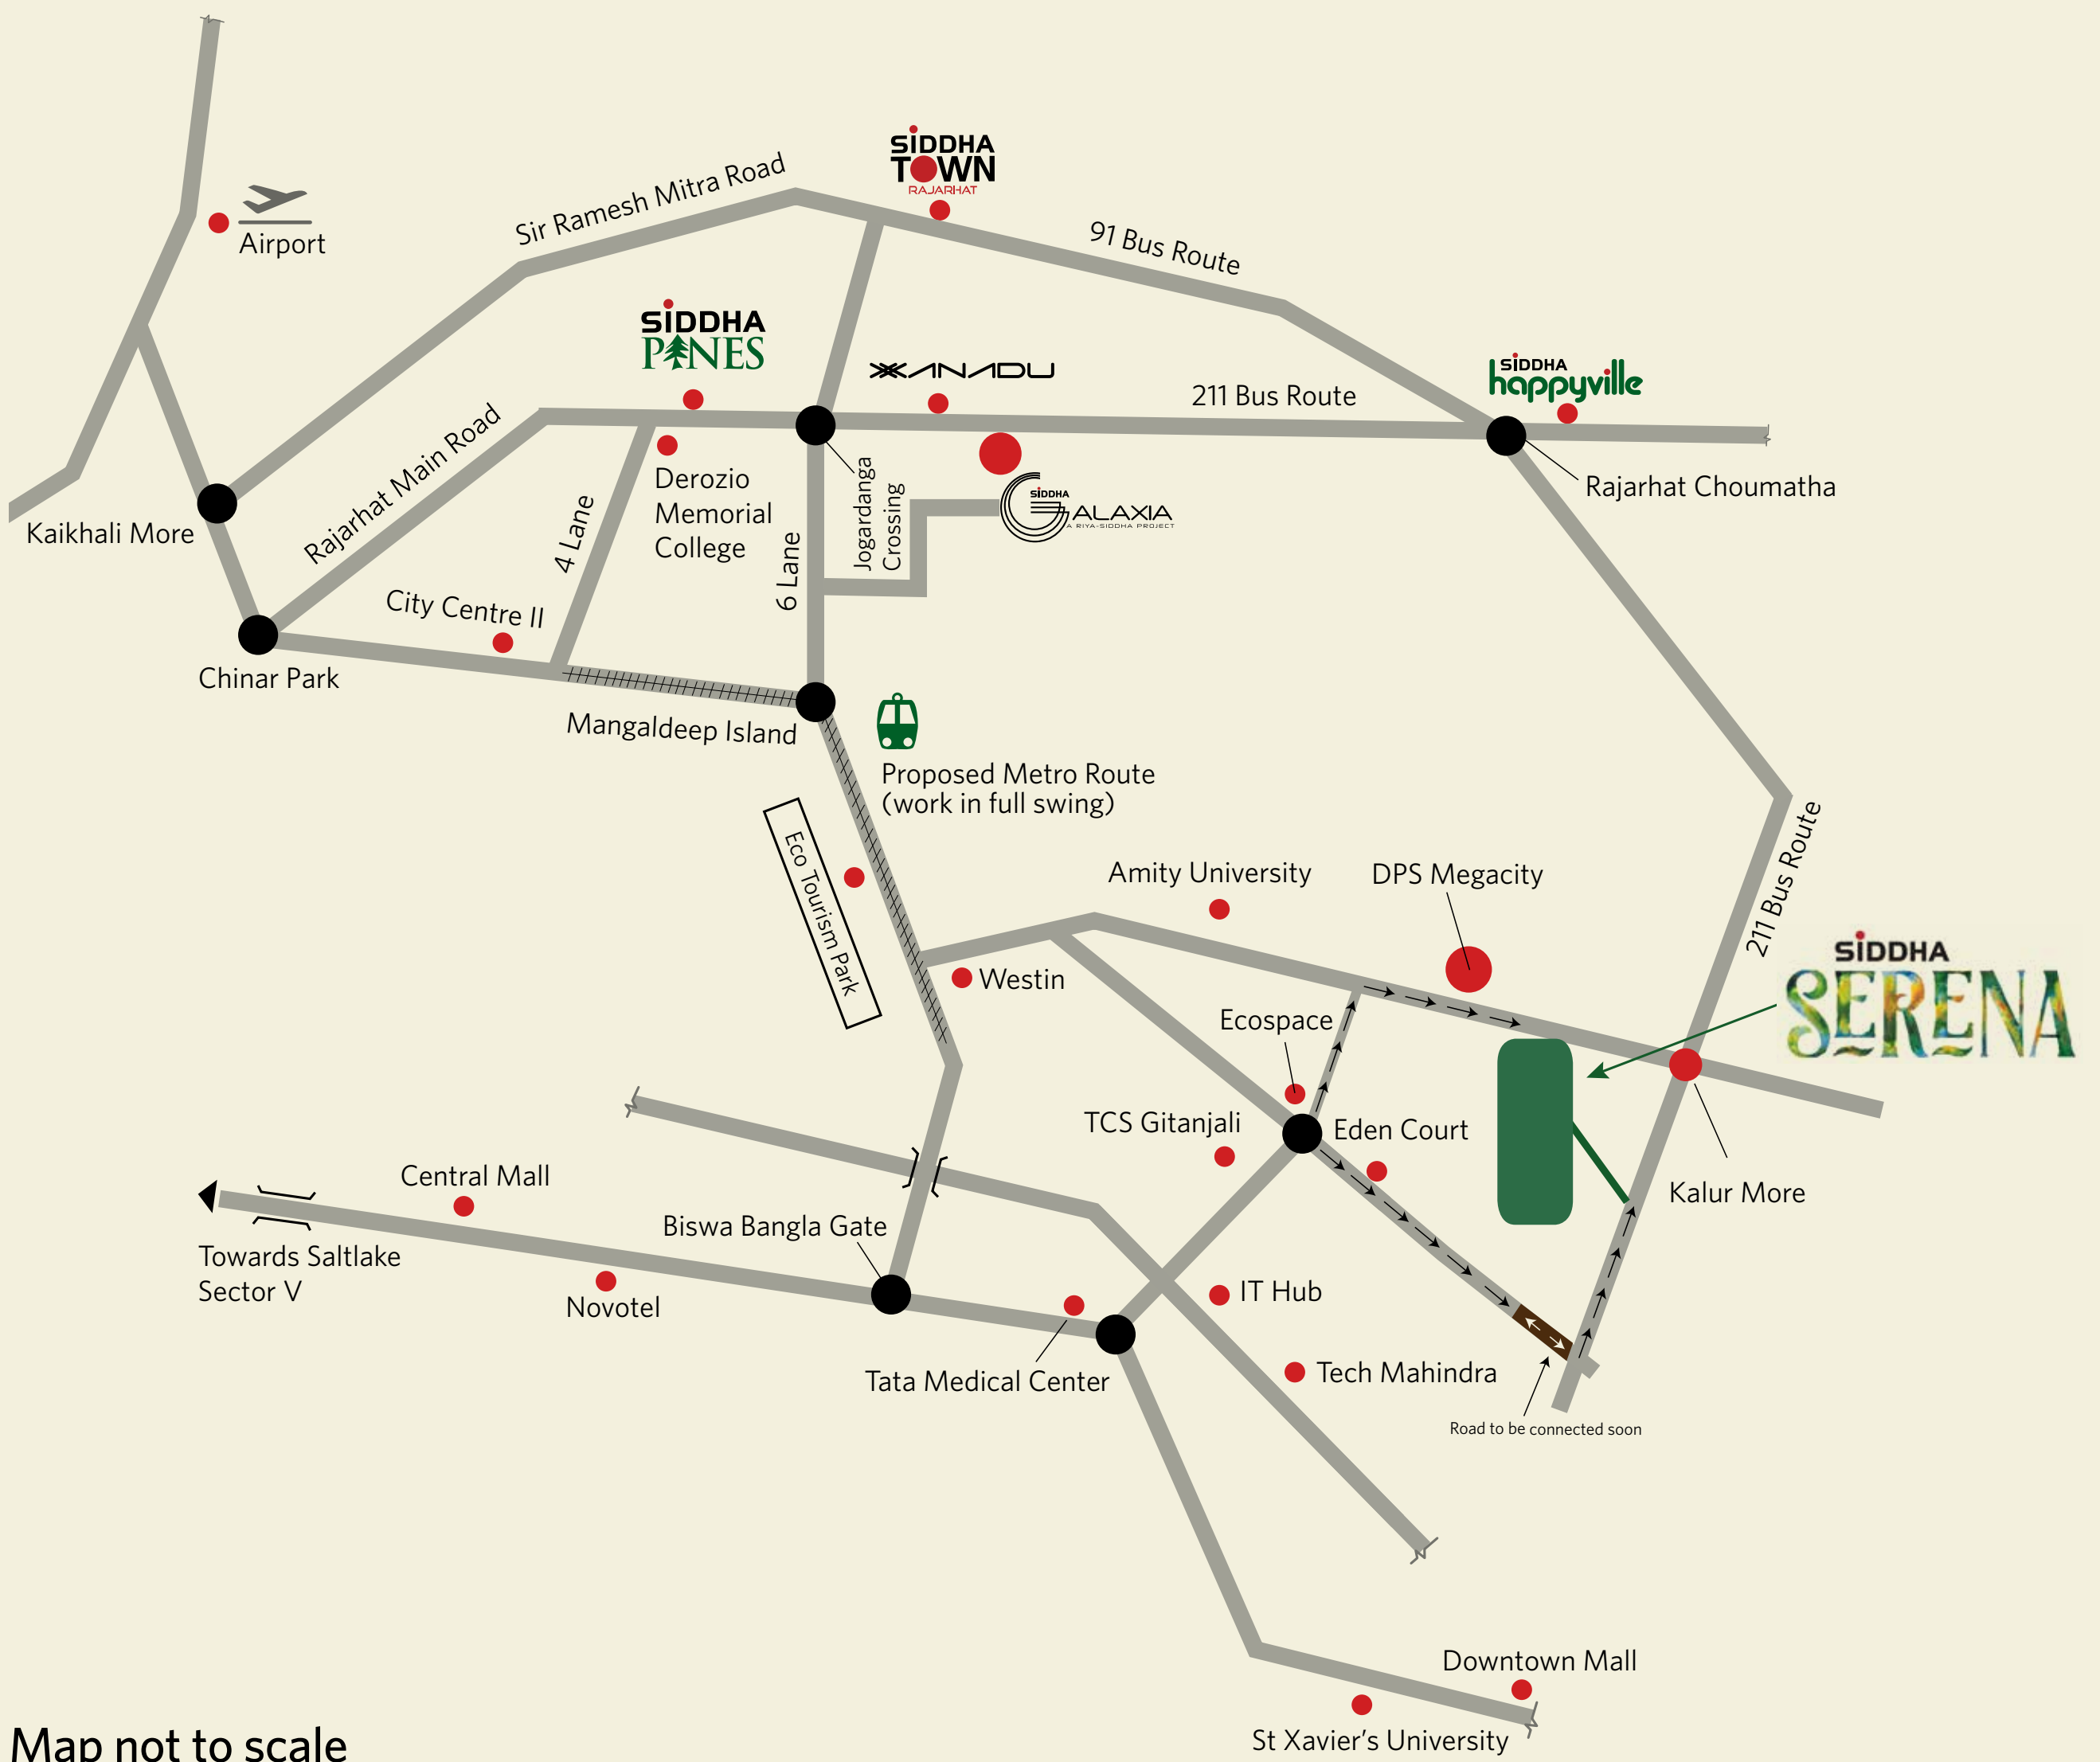 SiDDHA
TOWN
RAJARHAT
Sir Ramesh Mitra Road
91 Bus Route
Airport
SiDDHA
PINES
XANADU
211 Bus Route
SiDDHA
happyville
Rajarhat Main Road
4 Lane
Derozio
Memorial
College
6 Lane
Jogardanga
Crossing
SiDDHA
GALAXIA
A RIYA-SIDDHA PROJECT
Rajarhat Choumatha
Kaikhali More
City Centre II
Chinar Park
Mangaldeep Island
Proposed Metro Route
(work in full swing)
Eco Tourism Park
211 Bus Route
Amity University
DPS Megacity
SiDDHA
SERENA
Westin
Ecospace
TCS Gitanjali
Eden Court
Kalur More
Central Mall
Biswa Bangla Gate
Towards Saltlake
Sector V
Novotel
IT Hub
Tata Medical Center
Tech Mahindra
Road to be connected soon
Downtown Mall
St Xavier's University
Map not to scale